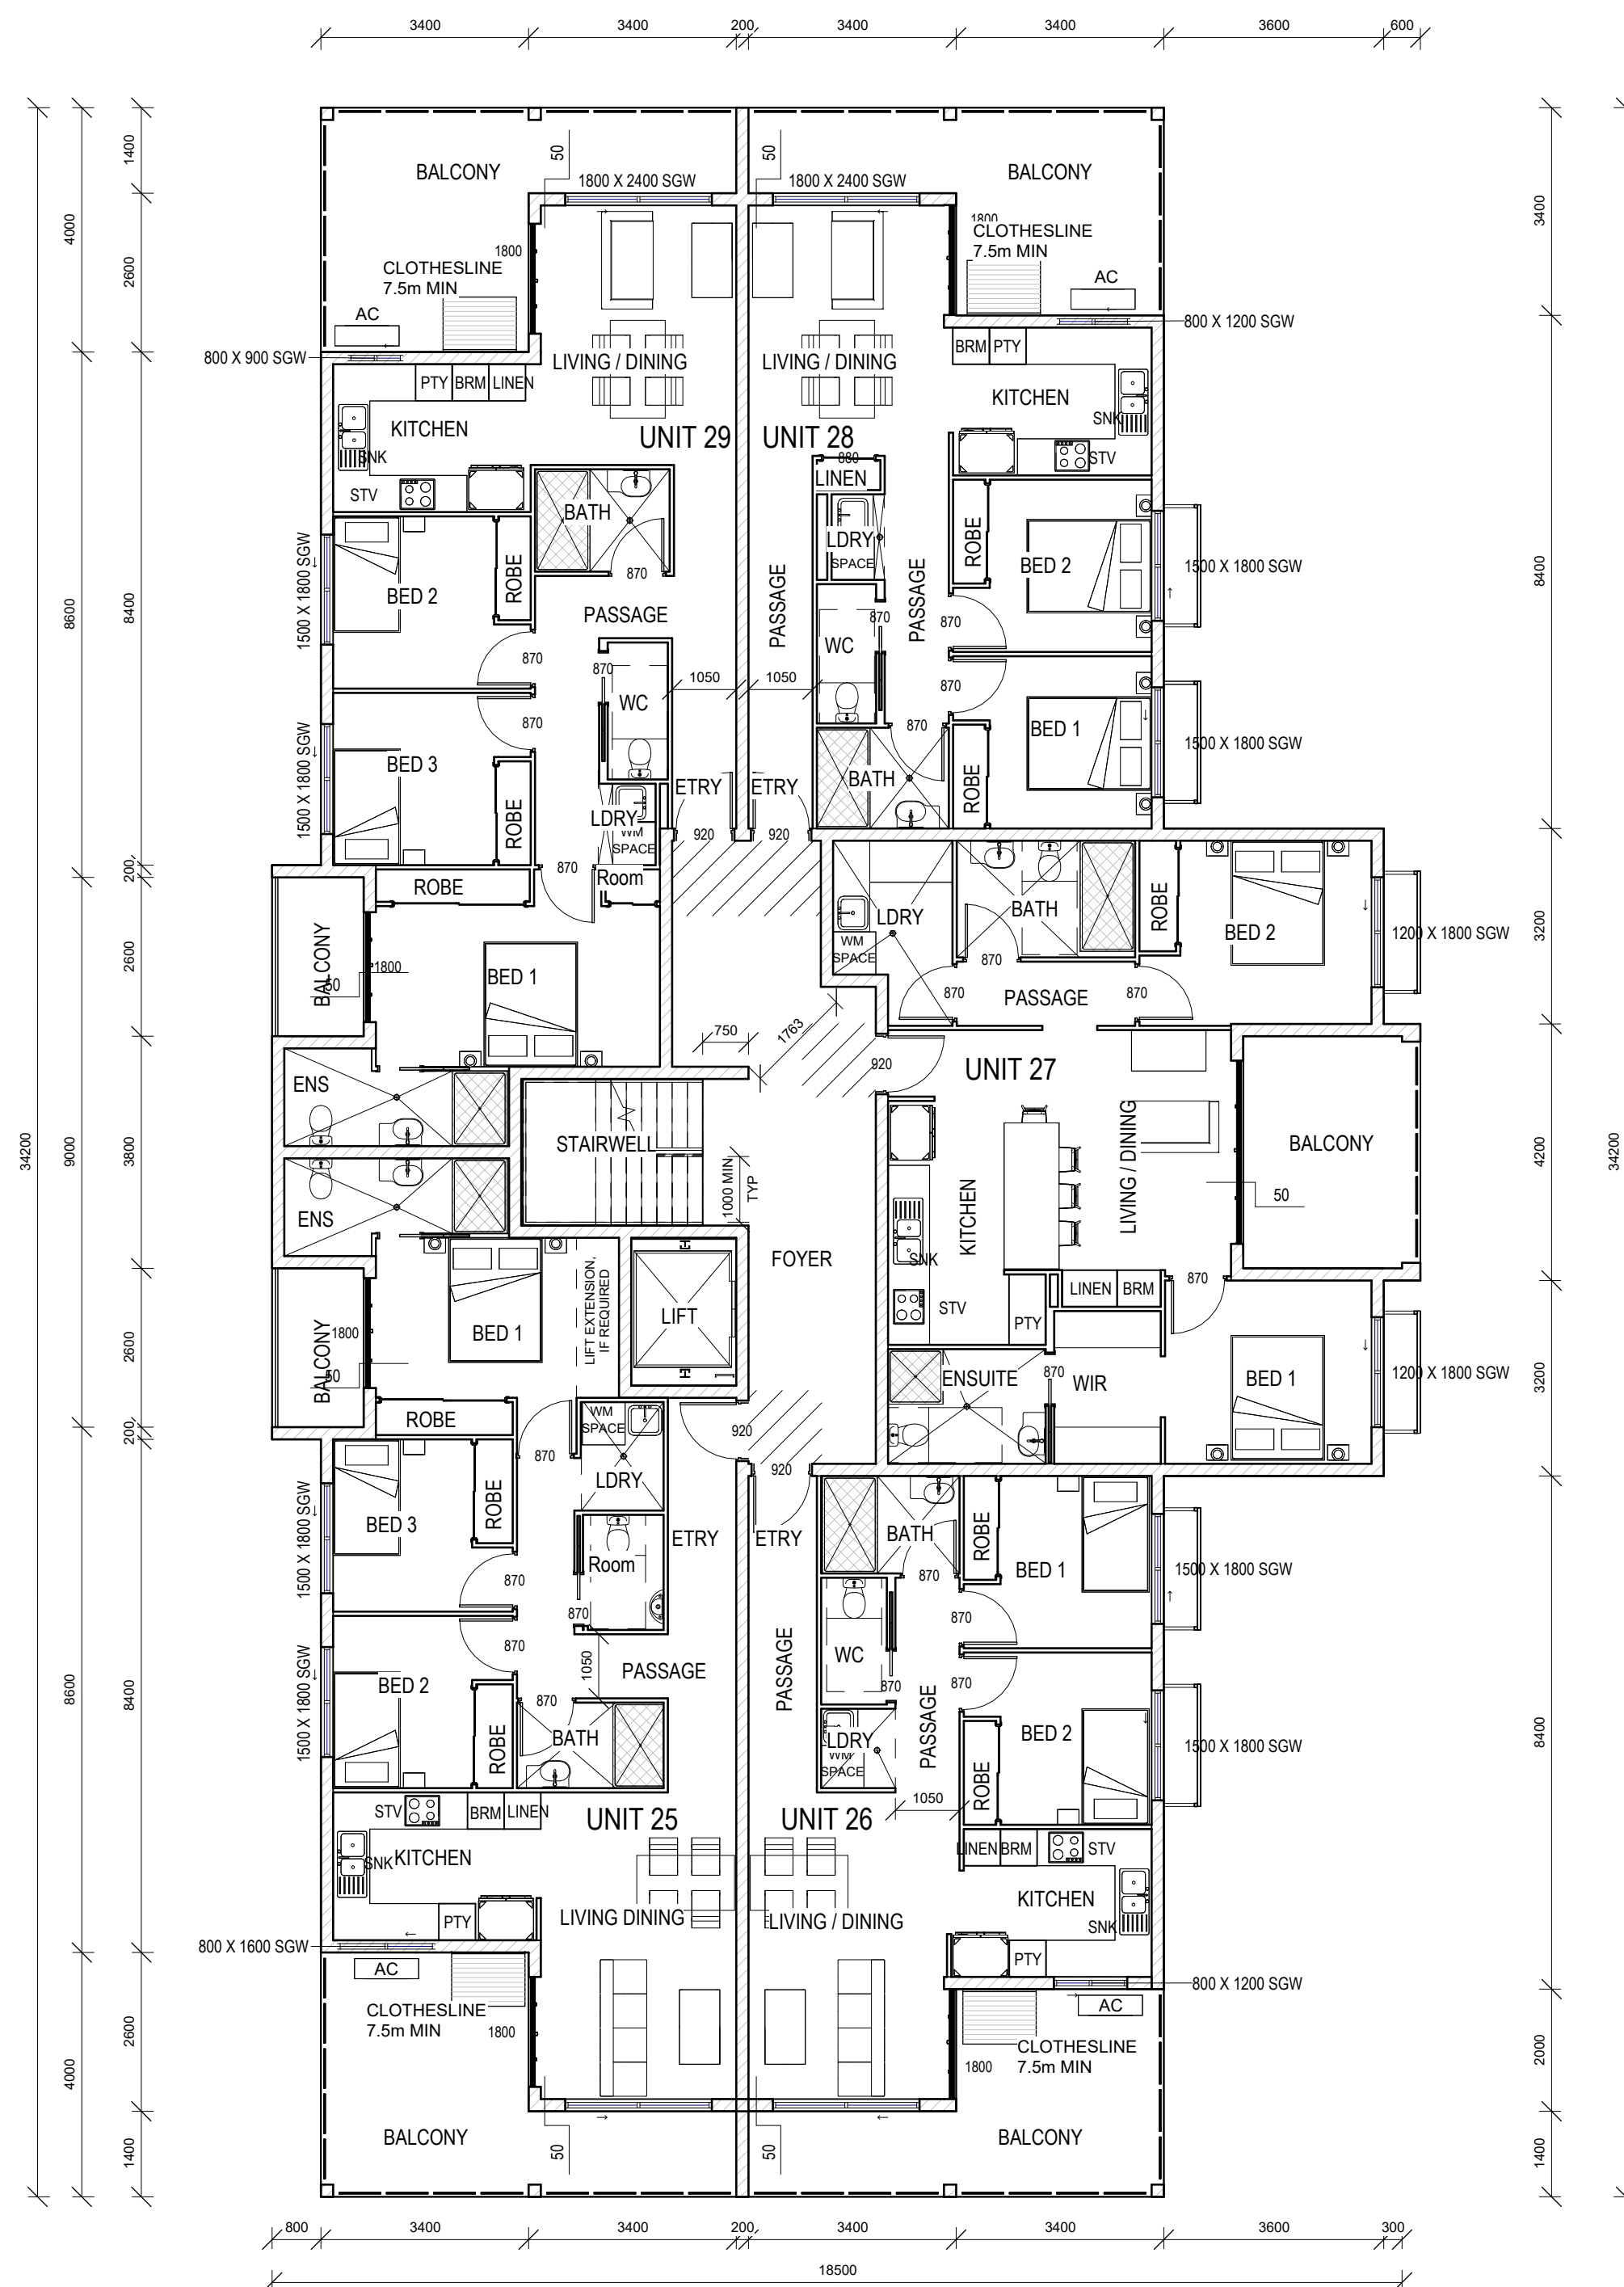 3400 3400 200 3400 3400 3600 600
1400
4000
2600
8600
8400
200
2600
34200
9000
3800
2600
200
8600
8400
2600
4000
1400
3400
8400
3200
4200
34200
3200
8400
2000
1400
BALCONY
50
1800 X 2400 SGW
1800
CLOTHESLINE
7.5m MIN
AC
800 X 900 SGW
PTY BRM LINEN
LIVING / DINING
KITCHEN
UNIT 29
SNK
STV
BATH
870
1500 X 1800 SGW
BED 2
ROBE
PASSAGE
870
870
WC
1050
870
1500 X 1800 SGW
BED 3
ROBE
ETRY
LDRY
WM
SPACE
920
870
Room
ROBE
BALCONY
50
1800
BED 1
ENS
50
1800 X 2400 SGW
BALCONY
1800
CLOTHESLINE
7.5m MIN
AC
800 X 1200 SGW
BRM PTY
LIVING / DINING
KITCHEN
UNIT 28
SNK
STV
880
LINEN
LDRY
SPACE
PASSAGE
PASSAGE
ROBE
BED 2
1500 X 1800 SGW
870
870
WC
870
1050
870
BED 1
1500 X 1800 SGW
ROBE
BATH
ETRY
920
LDRY
WM
SPACE
BATH
870
ROBE
BED 2
1200 X 1800 SGW
870
PASSAGE
870
750
1763
920
UNIT 27
STAIRWELL
1000 MIN
TYP
FOYER
KITCHEN
LIVING / DINING
BALCONY
50
SNK
STV
PTY
LINEN BRM
870
ENSUITE
870
WIR
BED 1
1200 X 1800 SGW
ENS
LIFT EXTENSION,
IF REQUIRED
LIFT
BALCONY
1800
50
BED 1
ROBE
WM
SPACE
870
LDRY
920
920
BED 3
ROBE
1500 X 1800 SGW
Room
ETRY
870
870
870
BED 2
ROBE
1500 X 1800 SGW
1050
PASSAGE
870
BATH
STV
BRM LINEN
UNIT 25
SNK
KITCHEN
PTY
LIVING DINING
800 X 1600 SGW
AC
CLOTHESLINE
7.5m MIN
1800
BALCONY
50
ETRY
BATH
ROBE
BED 1
1500 X 1800 SGW
870
870
WC
PASSAGE
870
870
PASSAGE
LDRY
WM
SPACE
ROBE
BED 2
1500 X 1800 SGW
1050
UNIT 26
LINEN BRM
STV
KITCHEN
SNK
LIVING / DINING
PTY
800 X 1200 SGW
AC
CLOTHESLINE
7.5m MIN
1800
BALCONY
50
800 3400 3400 200 3400 3400 3600 300
18500